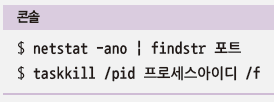 콘솔
$ netstat -ano | findstr 포트
$ taskkill /pid 프로세스아이디 /f